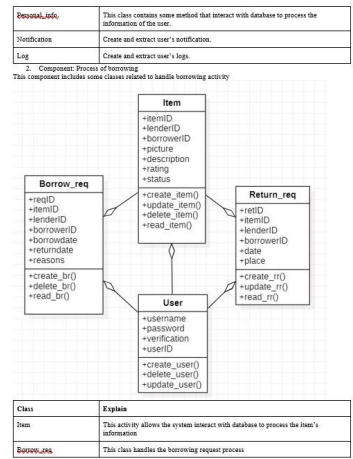 Personal_info
This class contains some method that interact with database to process the
information of the user.
Notification
Create and extract user's notification.
Log
Create and extract user's logs.
2. Component: Process of borrowing
This component includes some classes related to handle borrowing activity
Item
+itemID
+lenderID
+borrowerID
+picture
+description
+rating
+status
+create_item()
+update_item()
+delete_item()
+read_item()
Borrow_req
+reqID
+itemID
+lenderID
+borrowerID
+borrowdate
+returndate
+reasons
+create_br()
+delete_br()
+read_br()
Return_req
+retID
+itemID
+lenderID
+borrowerID
+date
+place
+create_rr()
+update_rr()
+read_rr()
User
+username
+password
+verification
+userID
+create_user()
+delete_user()
+update_user()
Class
Explain
Item
This activity allows the system interact with database to process the item's
information
Borrow_req
This class handles the borrowing request process